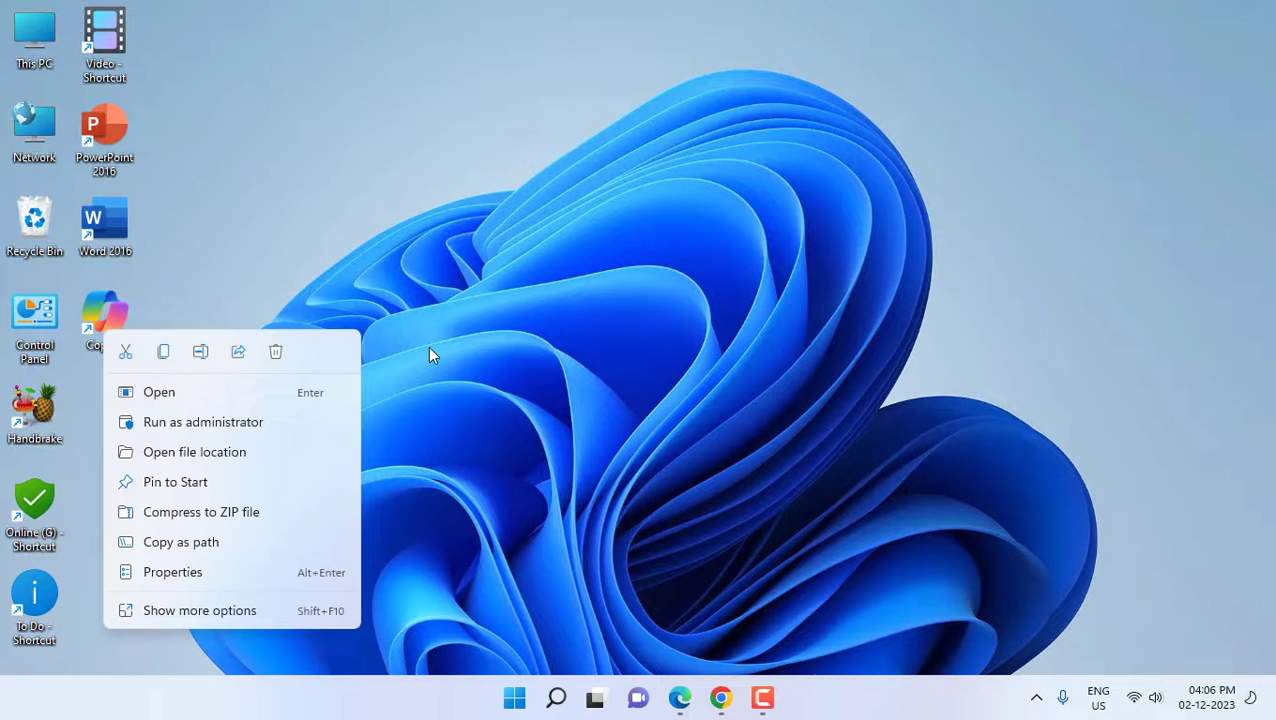 This PC
Video -
Shortcut
Network
PowerPoint
2016
Recycle Bin
Word 2016
Control
Panel
Handbrake
Online (G) -
Shortcut
To Do -
Shortcut
Open Enter
Run as administrator
Open file location
Pin to Start
Compress to ZIP file
Copy as path
Properties Alt+Enter
Show more options Shift+F10
P
W
ENG
US
04:06 PM
02-12-2023